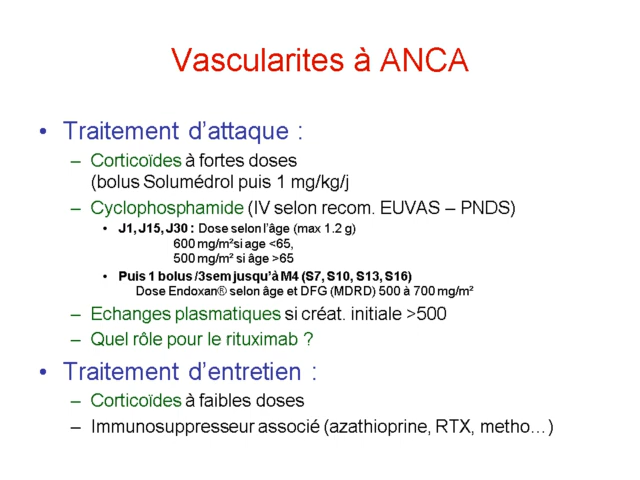 Vascularites à ANCA
• Traitement d'attaque :
– Corticoïdes à fortes doses
(bolus Solumédrol puis 1 mg/kg/j
– Cyclophosphamide (IV selon recom. EUVAS – PNDS)
• J1, J15, J30 : Dose selon l'âge (max 1.2 g)
600 mg/m²si age <65,
500 mg/m² si âge >65
• Puis 1 bolus /3sem jusqu'à M4 (S7, S10, S13, S16)
Dose Endoxan® selon âge et DFG (MDRD) 500 à 700 mg/m²
– Echanges plasmatiques si créat. initiale >500
– Quel rôle pour le rituximab ?
• Traitement d'entretien :
– Corticoïdes à faibles doses
– Immunosuppresseur associé (azathioprine, RTX, metho…)